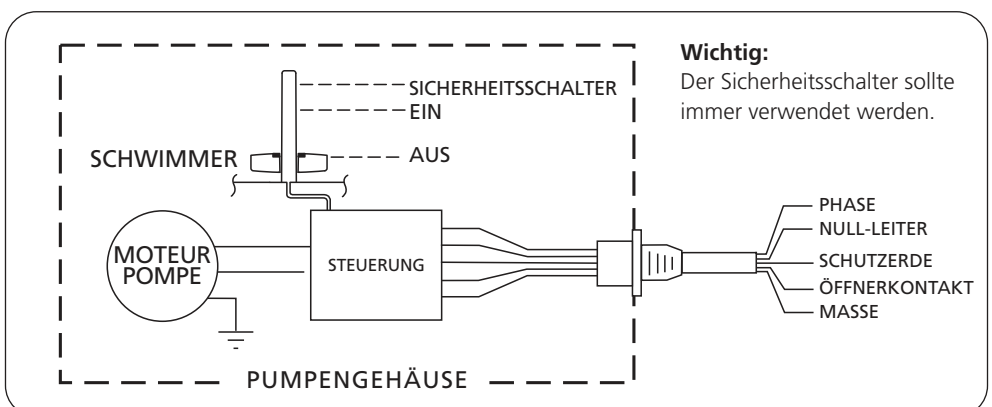 Wichtig:
Der Sicherheitsschalter sollte
immer verwendet werden.
SICHERHEITSSCHALTER
EIN
AUS
SCHWIMMER
MOTEUR
POMPE
STEUERUNG
PHASE
NULL-LEITER
SCHUTZERDE
ÖFFNERKONTAKT
MASSE
PUMPENGEHÄUSE